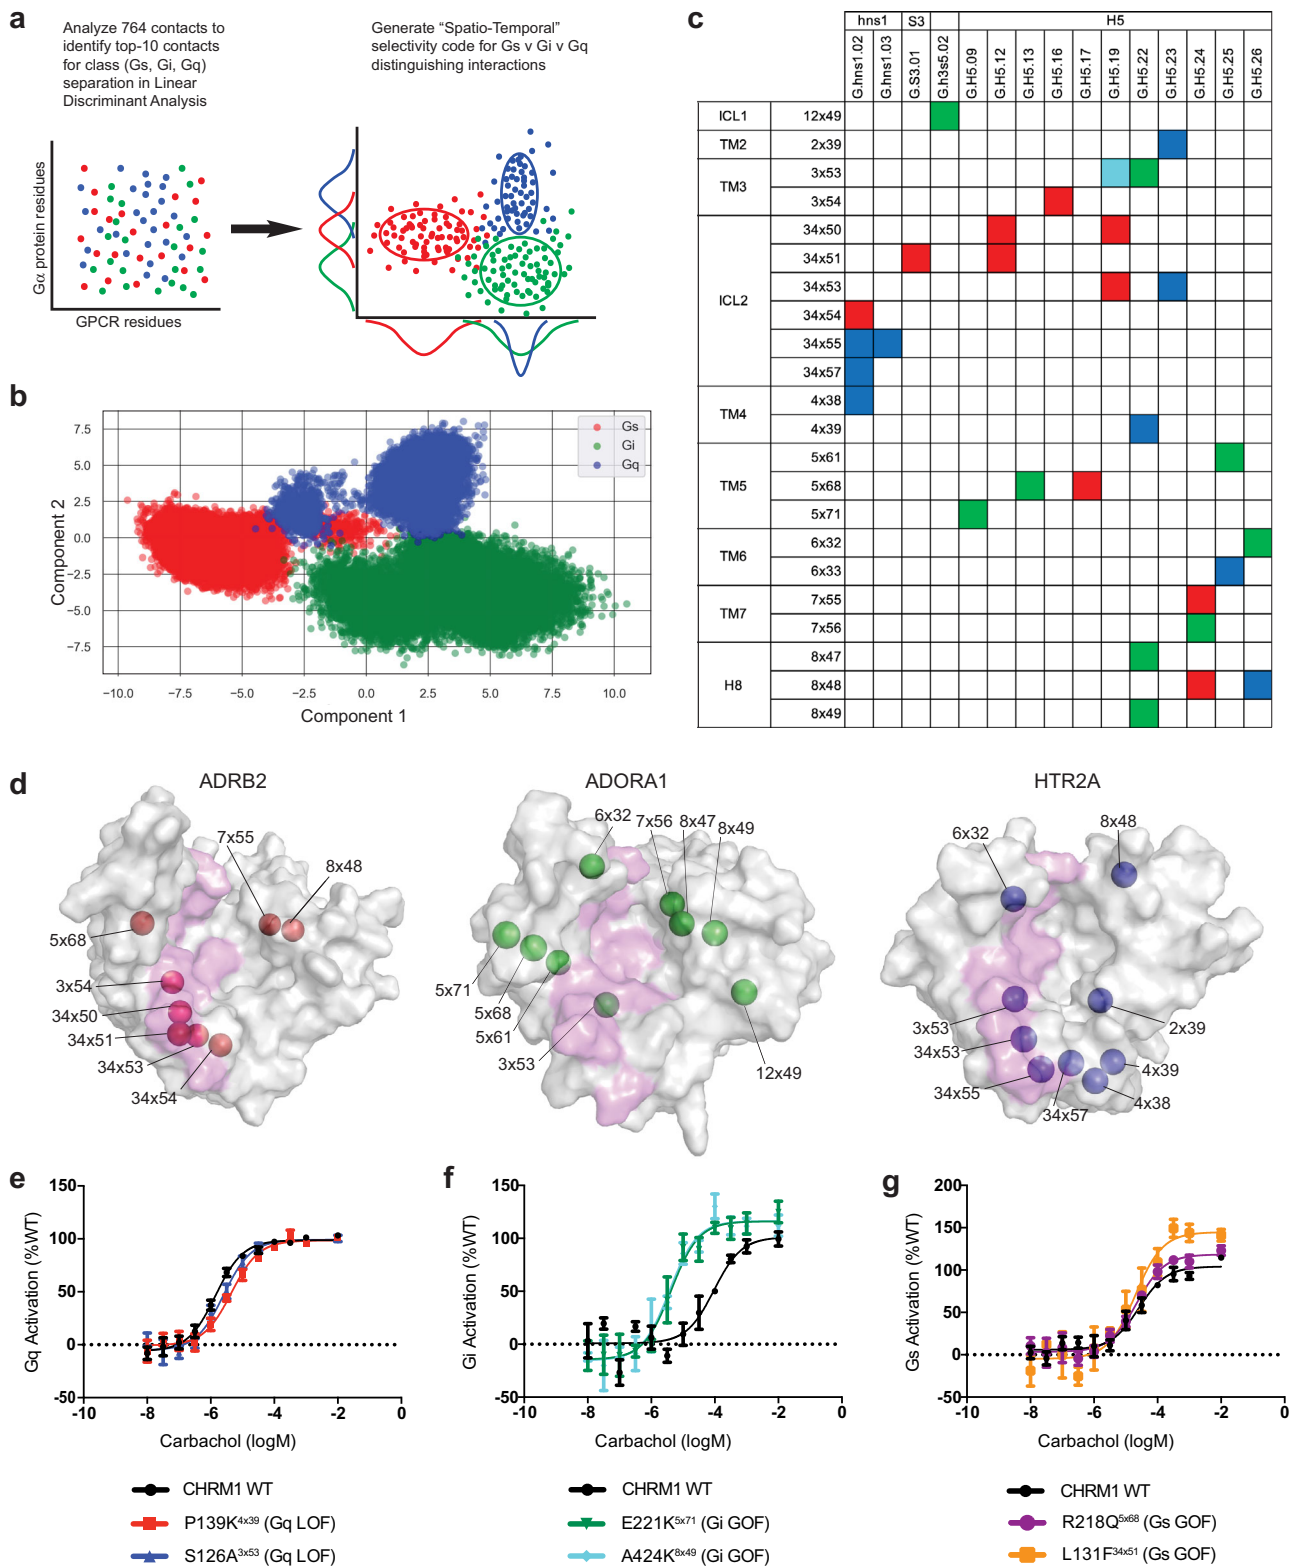 a
Analyze 764 contacts to
identify top-10 contacts
for class (Gs, Gi, Gq)
separation in Linear
Discriminant Analysis
Generate “Spatio-Temporal”
selectivity code for Gs v Gi v Gq
distinguishing interactions
Gα protein residues
GPCR residues
b
7.5
5.0
2.5
0.0
−2.5
−5.0
−7.5
Component 2
−10.0 −7.5 −5.0 −2.5 0.0 2.5 5.0 7.5 10.0
Component 1
Gs
Gi
Gq
c
hns1 S3 H5
G.hns1.02 G.hns1.03 G.S3.01 G.h3s5.02 G.H5.09 G.H5.12 G.H5.13 G.H5.16 G.H5.17 G.H5.19 G.H5.22 G.H5.23 G.H5.24 G.H5.25 G.H5.26
ICL1 12x49
TM2 2x39
TM3 3x53
3x54
ICL2 34x50
34x51
34x53
34x54
34x55
34x57
TM4 4x38
4x39
TM5 5x61
5x68
5x71
TM6 6x32
6x33
TM7 7x55
7x56
H8 8x47
8x48
8x49
d
ADRB2
7x55
8x48
5x68
3x54
34x50
34x51
34x53
34x54
ADORA1
6x32
7x56
8x47
8x49
5x71
5x68
5x61
3x53
12x49
HTR2A
6x32
8x48
3x53
34x53
34x55
34x57
2x39
4x39
4x38
e
Gq Activation (%WT)
150
100
50
0
-50
-10 -8 -6 -4 -2 0
Carbachol (logM)
CHRM1 WT
P139K4x39 (Gq LOF)
S126A3x53 (Gq LOF)
f
Gi Activation (%WT)
150
100
50
0
-50
-10 -8 -6 -4 -2 0
Carbachol (logM)
CHRM1 WT
E221K5x71 (Gi GOF)
A424K8x49 (Gi GOF)
g
Gs Activation (%WT)
200
150
100
50
0
-50
-10 -8 -6 -4 -2 0
Carbachol (logM)
CHRM1 WT
R218Q5x68 (Gs GOF)
L131F34x51 (Gs GOF)